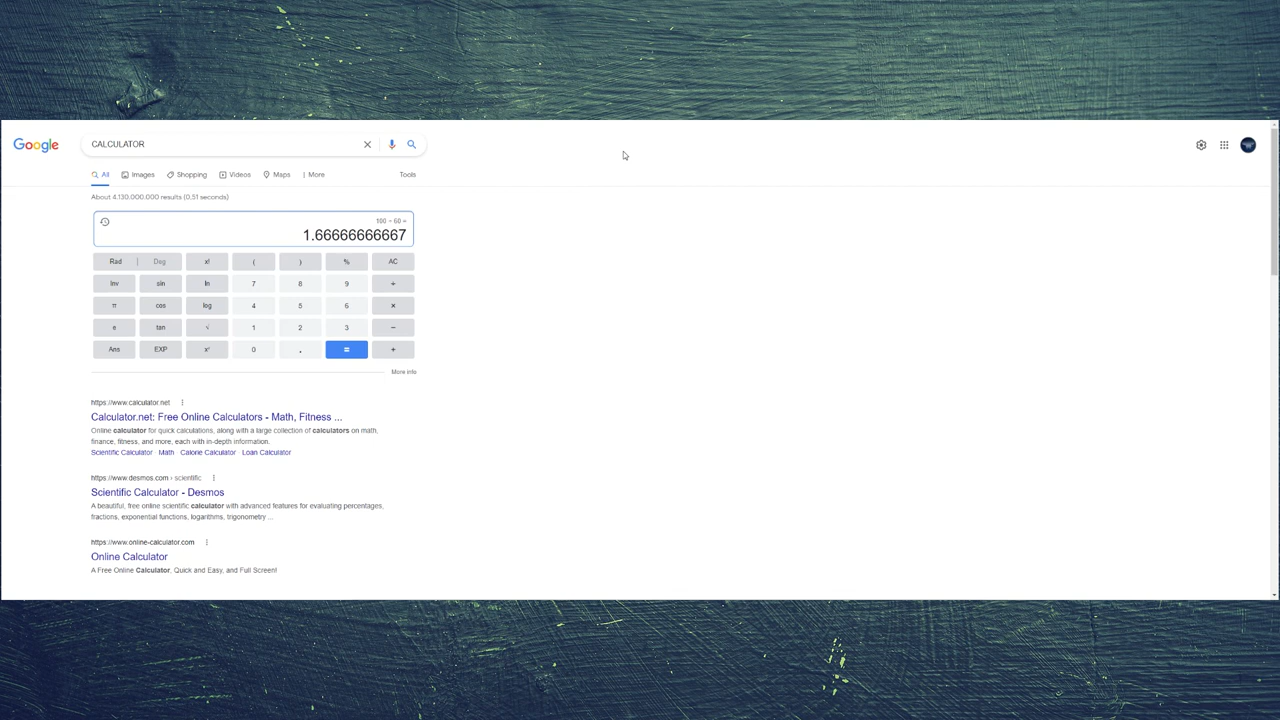 Google
CALCULATOR
All Images Shopping Videos Maps More Tools
About 4.130.000.000 results (0,51 seconds)
100 ÷ 60 =
1.66666666667
Rad Deg x! ( ) % AC
Inv sin ln 7 8 9 ÷
π cos log 4 5 6 ×
e tan √ 1 2 3 −
Ans EXP xʸ 0 . = +
More info
https://www.calculator.net
Calculator.net: Free Online Calculators - Math, Fitness ...
Online calculator for quick calculations, along with a large collection of calculators on math,
finance, fitness, and more, each with in-depth information.
Scientific Calculator Math Calorie Calculator Loan Calculator
https://www.desmos.com › scientific
Scientific Calculator - Desmos
A beautiful, free online scientific calculator with advanced features for evaluating percentages,
fractions, exponential functions, logarithms, trigonometry ...
https://www.online-calculator.com
Online Calculator
A Free Online Calculator, Quick and Easy, and Full Screen!